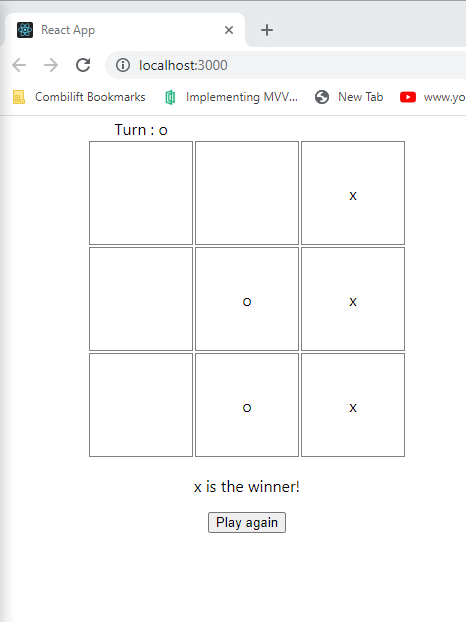 React App
localhost:3000
Combilift Bookmarks Implementing MVV... New Tab www.yo
Turn : o
x
o x
o x
x is the winner!
Play again